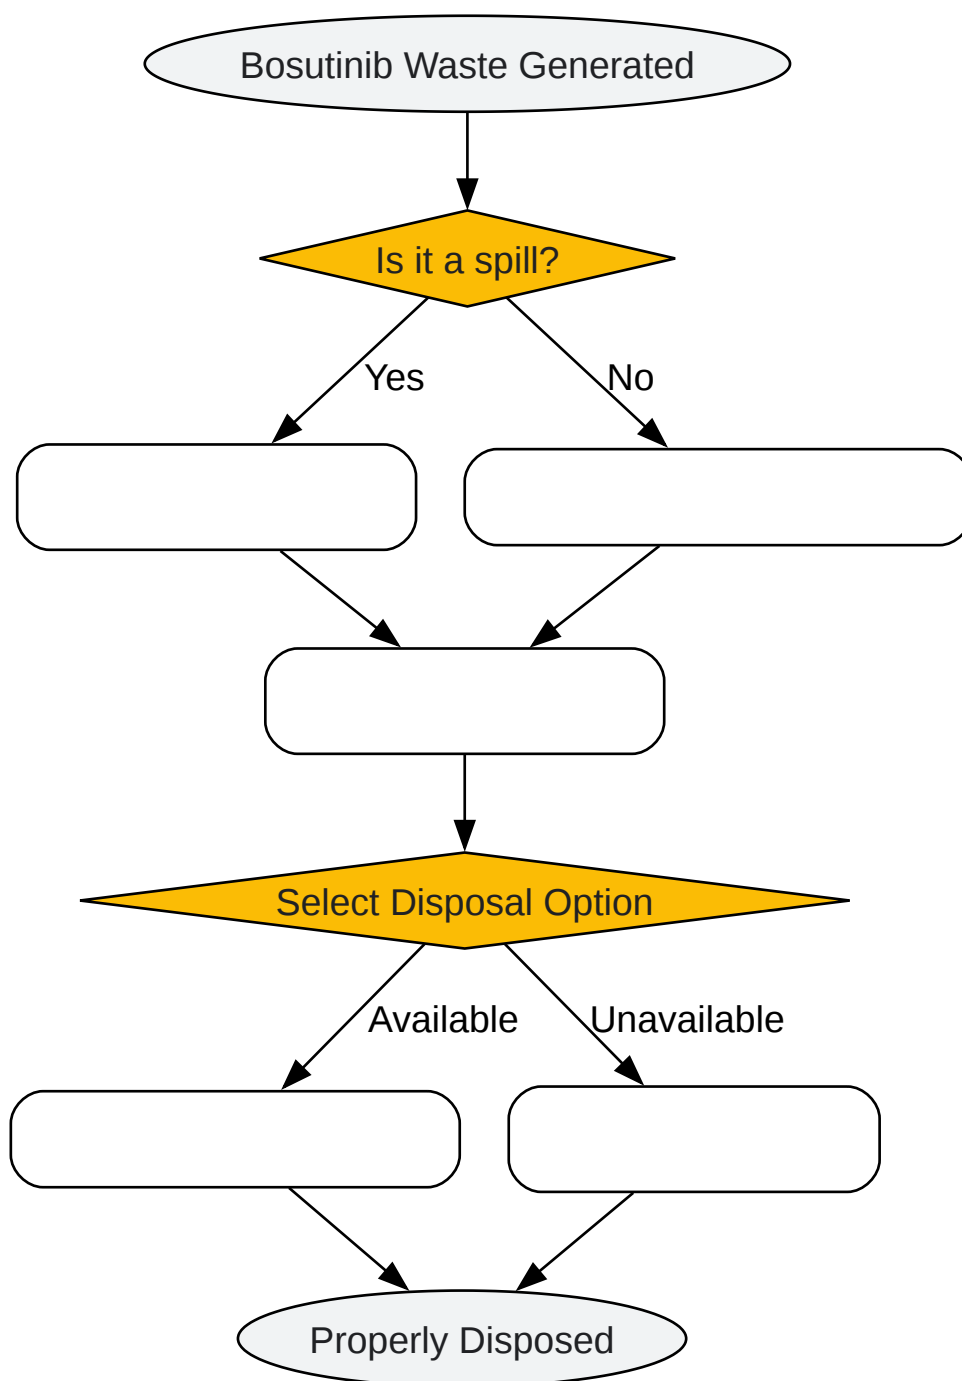 Bosutinib Waste Generated
Is it a spill?
Yes
No
Select Disposal Option
Available
Unavailable
Properly Disposed